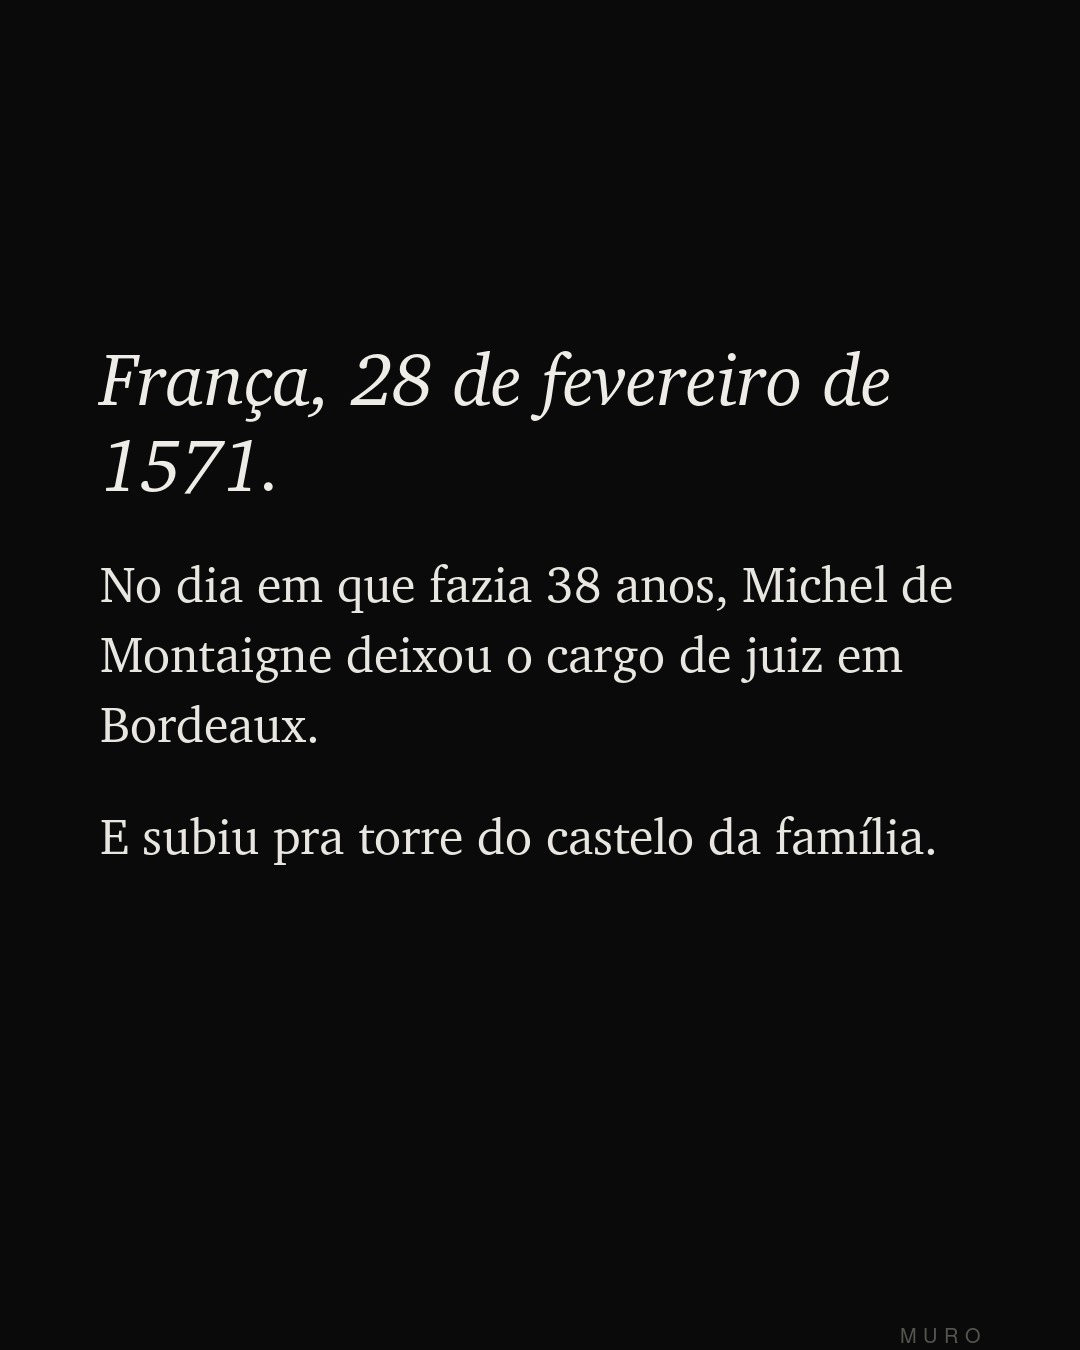 França, 28 de fevereiro de
1571.
No dia em que fazia 38 anos, Michel de
Montaigne deixou o cargo de juiz em
Bordeaux.
E subiu pra torre do castelo da família.
MURO